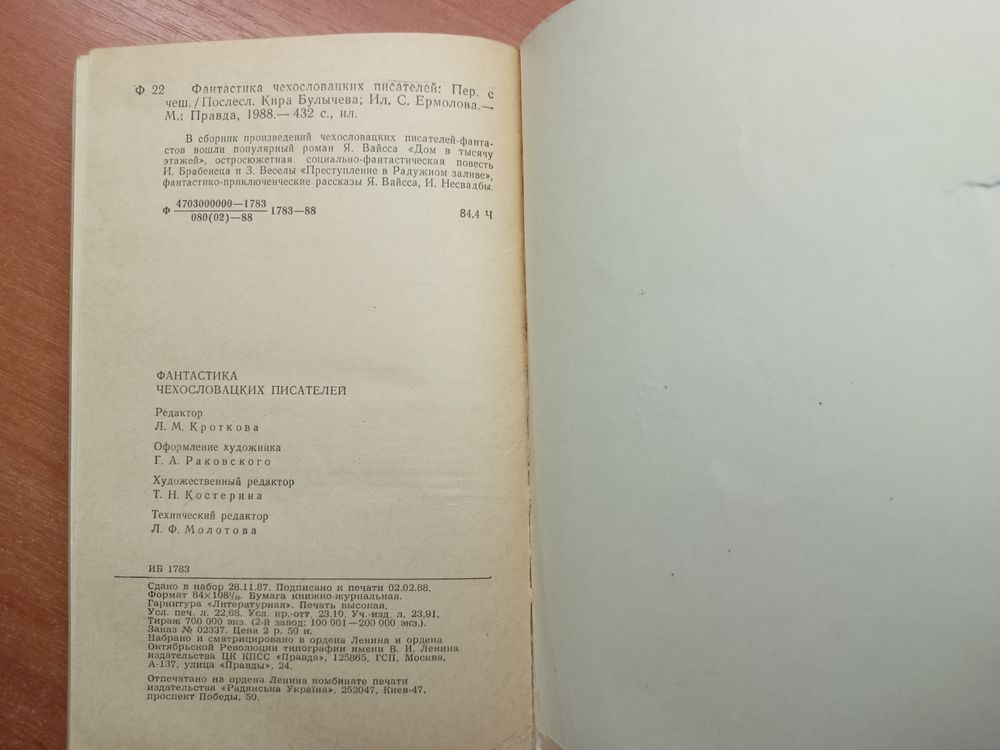 Ф 22 Фантастика чехословацких писателей: Пер. с
чеш./Послесл. Кира Булычева; Ил. С. Ермолова.—
М.: Правда, 1988.— 432 с., ил.
В сборник произведений чехословацких писателей-фанта-
стов вошли популярный роман Я. Вайсса «Дом в тысячу
этажей», остросюжетная социально-фантастическая повесть
И. Брабенеца и З. Веселы «Преступление в Радужном заливе»,
фантастико-приключенческие рассказы Я. Вайсса, И. Несвадбы.
Ф 4703000000—1783
080(02)—88 1783—88 84.4 Ч
ФАНТАСТИКА
ЧЕХОСЛОВАЦКИХ ПИСАТЕЛЕЙ
Редактор
Л. М. Кроткова
Оформление художника
Г. А. Раковского
Художественный редактор
Т. Н. Костерина
Технический редактор
Л. Ф. Молотова
ИБ 1783
Сдано в набор 28.11.87. Подписано к печати 02.02.88.
Формат 84×108¹/₃₂. Бумага книжно-журнальная.
Гарнитура «Литературная». Печать высокая.
Усл. печ. л. 22,68. Усл. кр.-отт. 23,10. Уч.-изд. л. 23,91.
Тираж 700 000 экз. (2-й завод: 100 001—200 000 экз.).
Заказ № 02337. Цена 2 р. 50 к.
Набрано и сматрицировано в ордена Ленина и ордена
Октябрьской Революции типографии имени В. И. Ленина
издательства ЦК КПСС «Правда», 125865, ГСП, Москва,
А-137, улица «Правды», 24.
Отпечатано на ордена Ленина комбинате печати
издательства «Радянська Україна», 252047, Киев-47,
проспект Победы, 50.